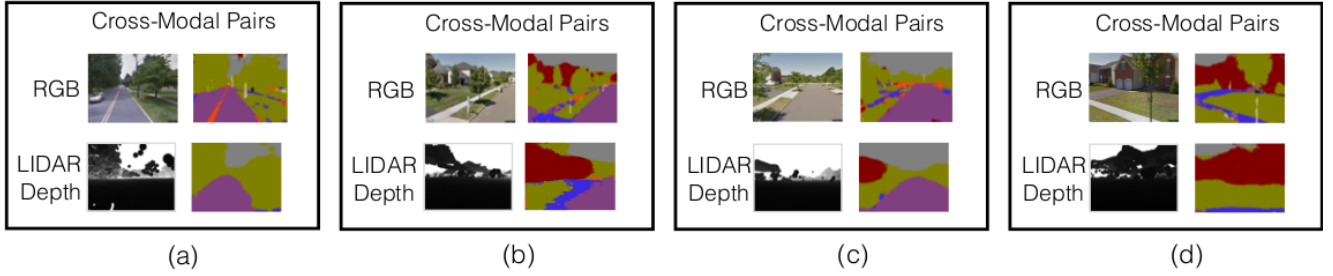 Cross-Modal Pairs
RGB
LIDAR
Depth
(a)
Cross-Modal Pairs
RGB
LIDAR
Depth
(b)
Cross-Modal Pairs
RGB
LIDAR
Depth
(c)
Cross-Modal Pairs
RGB
LIDAR
Depth
(d)